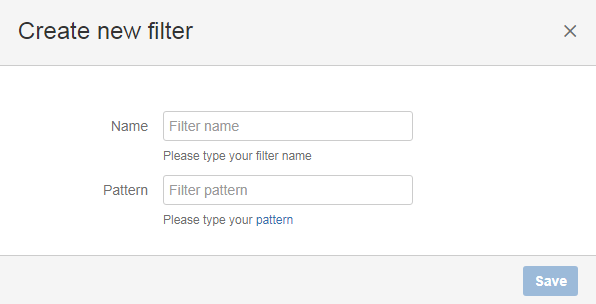 Create new filter
Name
Filter name
Please type your filter name
Pattern
Filter pattern
Please type your pattern
Save